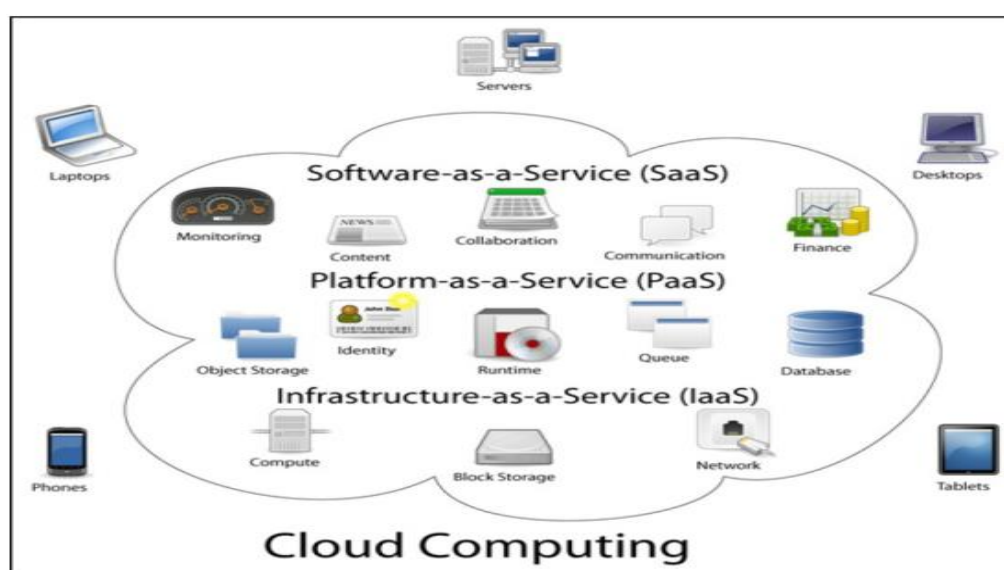 Servers
Laptops
Desktops
Software-as-a-Service (SaaS)
Monitoring
NEWS
Content
Collaboration
Communication
Finance
Platform-as-a-Service (PaaS)
Object Storage
Identity
Runtime
Queue
Database
Infrastructure-as-a-Service (IaaS)
Compute
Block Storage
Network
Phones
Tablets
Cloud Computing